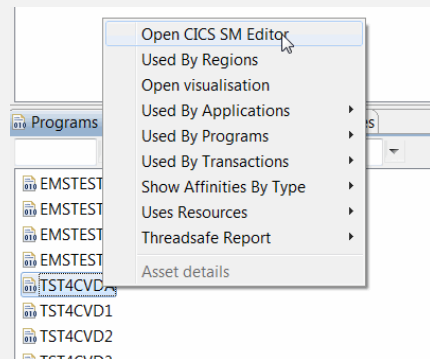 Open CICS SM Editor
Used By Regions
Open visualisation
Used By Applications
Programs
Used By Programs
Used By Transactions
EMSTEST
Show Affinities By Type
EMSTEST
Uses Resources
EMSTEST
Threadsafe Report
EMSTEST
Asset details
TST4CVDA
TST4CVD1
TST4CVD2